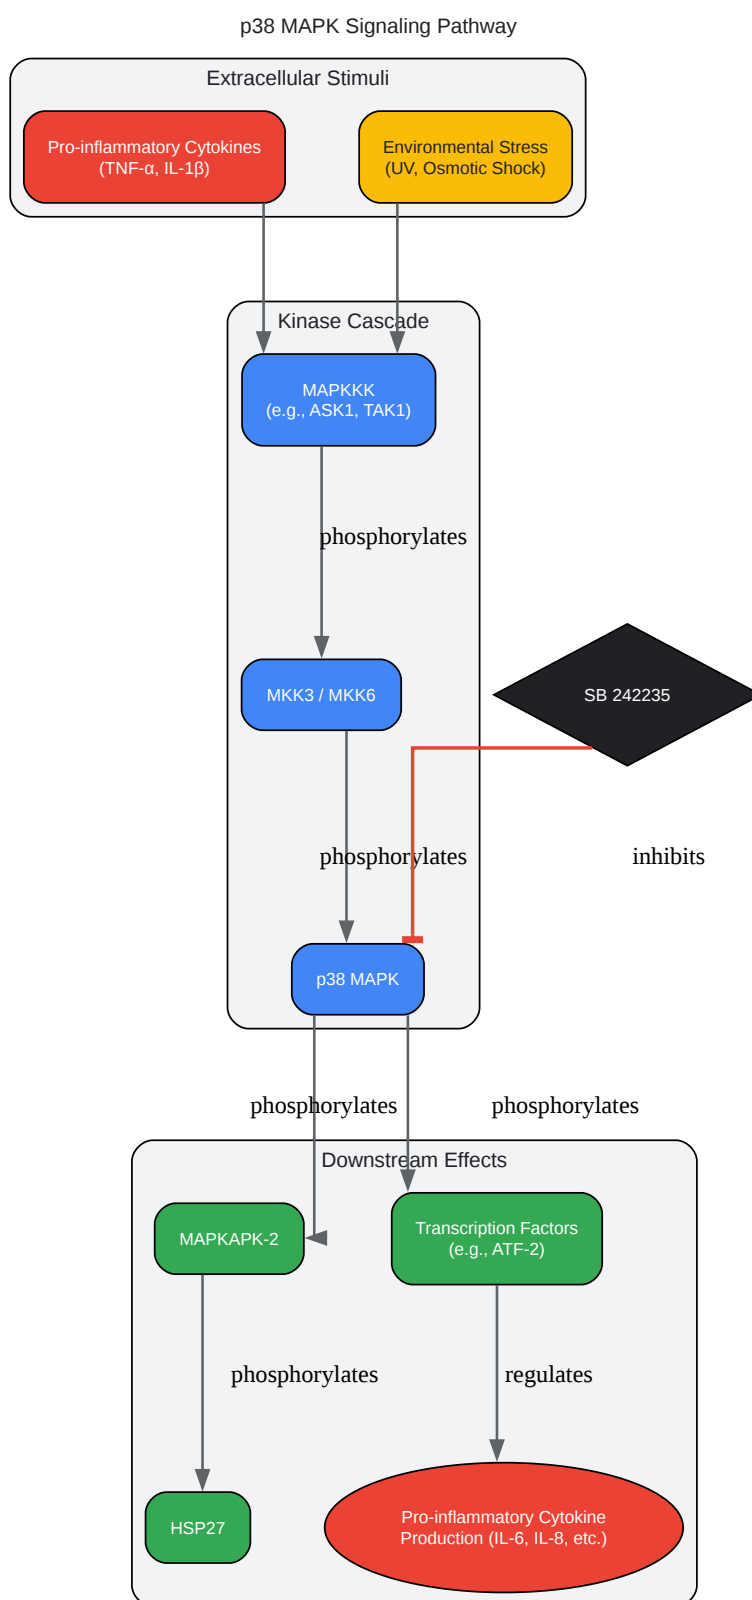 p38 MAPK Signaling Pathway
Extracellular Stimuli
Pro-inflammatory Cytokines
(TNF-α, IL-1β)
Environmental Stress
(UV, Osmotic Shock)
Kinase Cascade
MAPKKK
(e.g., ASK1, TAK1)
phosphorylates
MKK3 / MKK6
SB 242235
phosphorylates
inhibits
p38 MAPK
phosphorylates
phosphorylates
Downstream Effects
MAPKAPK-2
Transcription Factors
(e.g., ATF-2)
phosphorylates
regulates
HSP27
Pro-inflammatory Cytokine
Production (IL-6, IL-8, etc.)